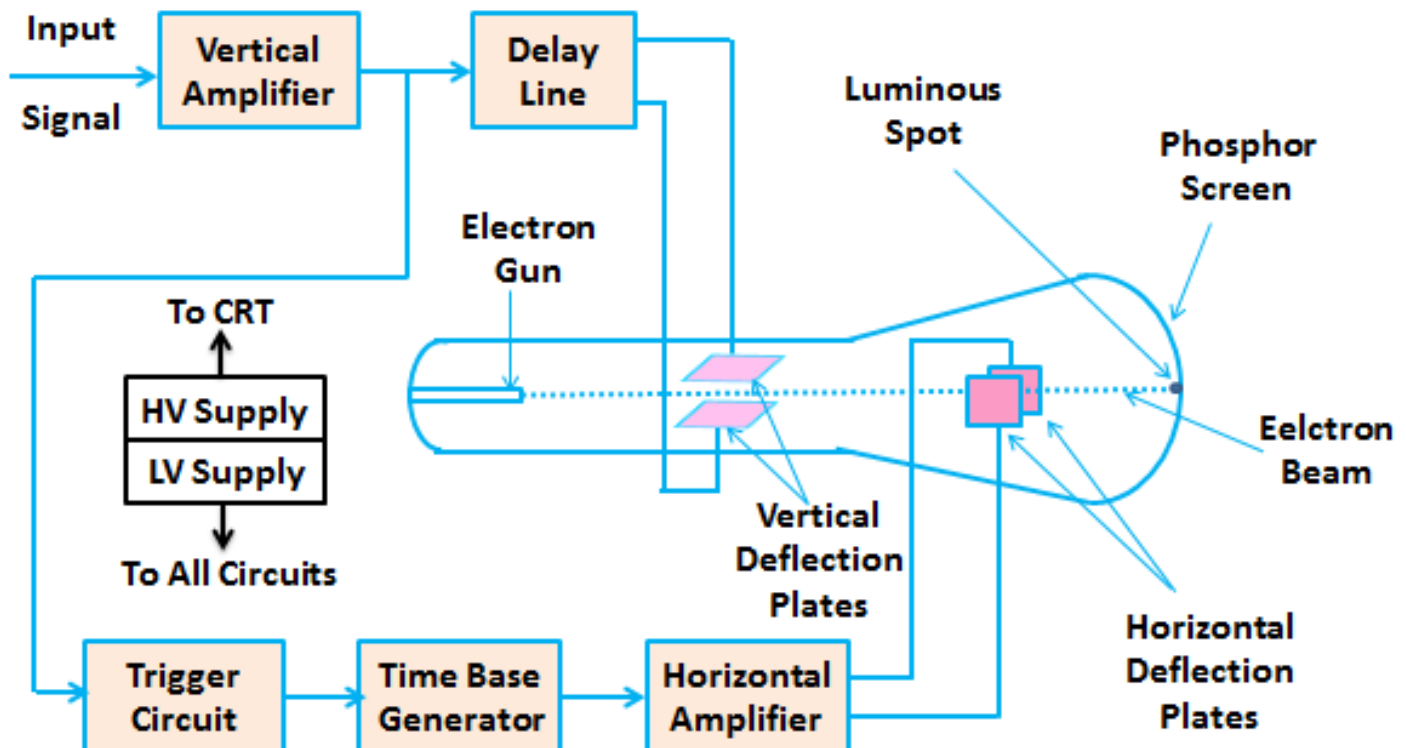 Input
Signal
Vertical
Amplifier
Delay
Line
Luminous
Spot
Phosphor
Screen
Electron
Gun
To CRT
HV Supply
LV Supply
To All Circuits
Eelctron
Beam
Vertical
Deflection
Plates
Horizontal
Deflection
Plates
Trigger
Circuit
Time Base
Generator
Horizontal
Amplifier